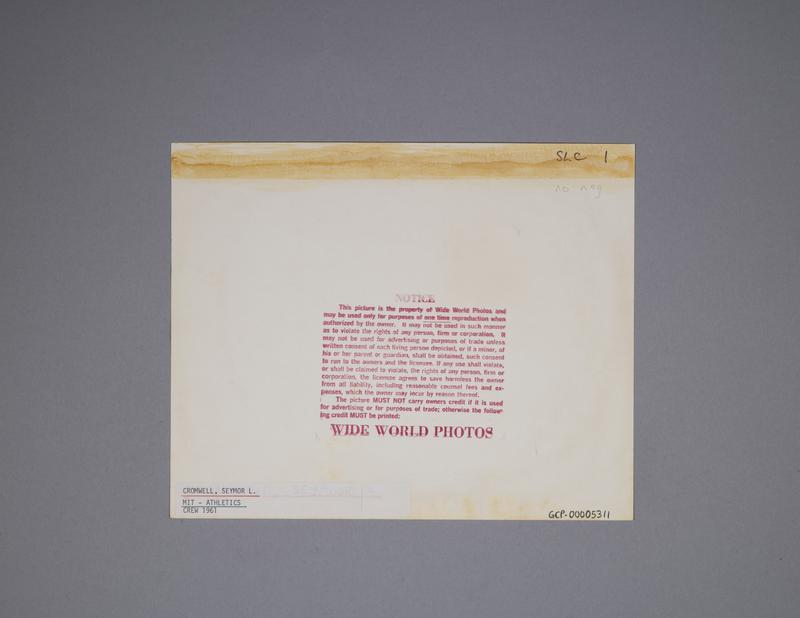 SLC 1
no neg
NOTICE
This picture is the property of Wide World Photos and
may be used only for purposes of one time reproduction when
authorized by the owner. It may not be used in such manner
as to violate the rights of any person, firm or corporation. It
may not be used for advertising or purposes of trade unless
written consent of each living person depicted, or if a minor, of
his or her parent or guardian, shall be obtained, such consent
to run to the owners and the licensee. If any use shall violate,
or shall be claimed to violate, the rights of any person, firm or
corporation, the licensee agrees to save harmless the owner
from all liability, including reasonable counsel fees and ex-
penses, which the owner may incur by reason thereof.
The picture MUST NOT carry owners credit if it is used
for advertising or for purposes of trade; otherwise the follow-
ing credit MUST be printed:
WIDE WORLD PHOTOS
CROMWELL, SEYMOR L.
MIT - ATHLETICS
CREW 1961
GCP-00005311